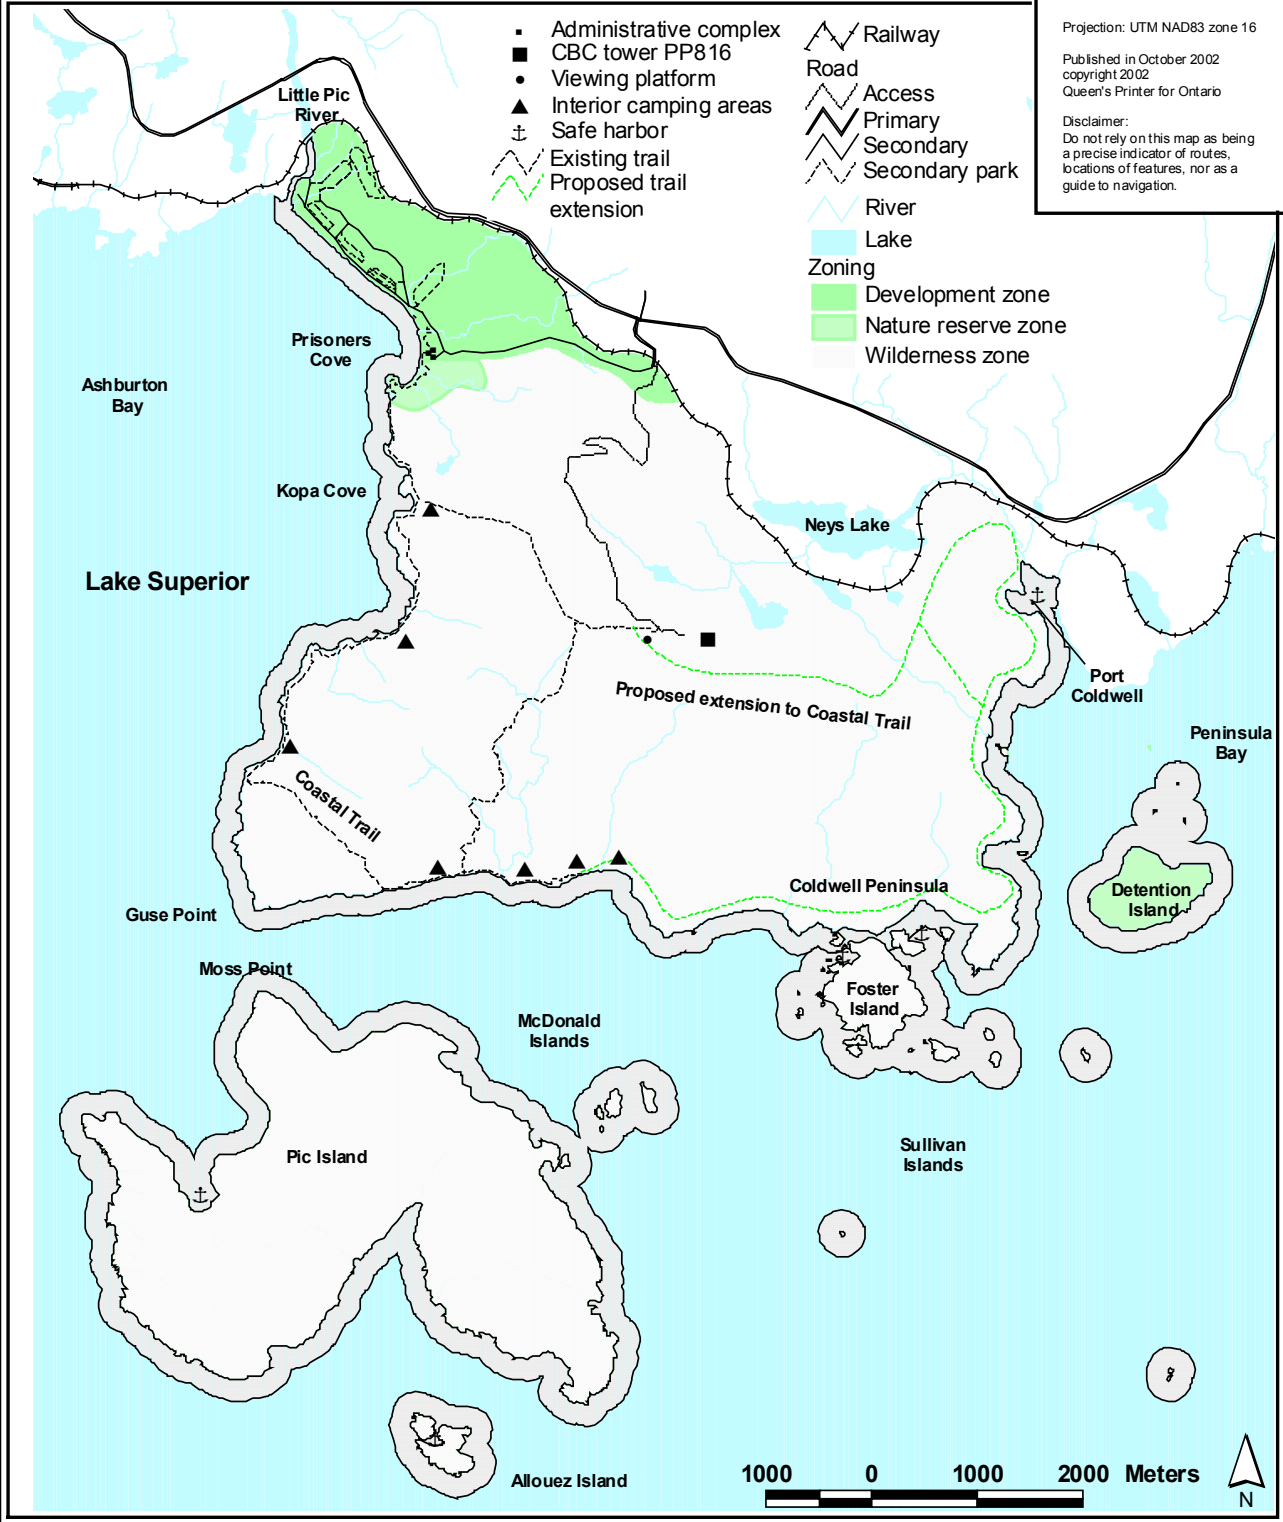 Administrative complex
CBC tower PP816
Viewing platform
Interior camping areas
Safe harbor
Existing trail
Proposed trail
extension
Railway
Road
Access
Primary
Secondary
Secondary park
River
Lake
Zoning
Development zone
Nature reserve zone
Wilderness zone
Projection: UTM NAD83 zone 16
Published in October 2002
copyright 2002
Queen's Printer for Ontario
Disclaimer:
Do not rely on this map as being
a precise indicator of routes,
locations of features, nor as a
guide to navigation.
Little Pic
River
Prisoners
Cove
Ashburton
Bay
Kopa Cove
Neys Lake
Lake Superior
Port
Coldwell
Proposed extension to Coastal Trail
Peninsula
Bay
Coastal Trail
Coldwell Peninsula
Detention
Island
Guse Point
Moss Point
Foster
Island
McDonald
Islands
Sullivan
Islands
Pic Island
Allouez Island
1000 0 1000 2000 Meters
N